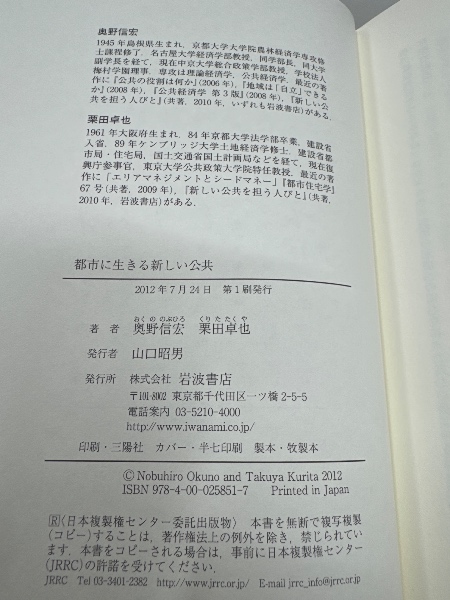 奥野信宏
1945年島根県生まれ．京都大学大学院農林経済学専攻修
士課程修了．名古屋大学経済学部教授，同学部長，同大学
副学長を経て，現在中京大学総合政策学部教授，学校法人
梅村学園理事．専攻は理論経済学，公共経済学．最近の著
作に『公共の役割は何か』(2006年)，『地域は「自立」できる
か』(2008年)，『公共経済学 第3版』(2008年)，『新しい公
共を担う人びと』(共著，2010年，いずれも岩波書店)がある．
栗田卓也
1961年大阪府生まれ．84年京都大学法学部卒業，建設省
入省．89年ケンブリッジ大学土地経済学修士．建設省都
市局・住宅局，国土交通省国土計画局などを経て，現在復
興庁参事官，東京大学公共政策大学院特任教授．最近の著
作に「エリアマネジメントとシードマネー」『都市住宅学』
67号(共著，2009年)，『新しい公共を担う人びと』(共著，
2010年，岩波書店)がある．
都市に生きる新しい公共
2012年7月24日 第1刷発行
おくの のぶひろ くりたたくや
著者 奥野信宏 栗田卓也
発行者 山口昭男
発行所 株式会社 岩波書店
〒101-8002 東京都千代田区一ツ橋2-5-5
電話案内 03-5210-4000
http://www.iwanami.co.jp/
印刷・三陽社 カバー・半七印刷 製本・牧製本
© Nobuhiro Okuno and Takuya Kurita 2012
ISBN 978-4-00-025851-7 Printed in Japan
Ⓡ〈日本複製権センター委託出版物〉 本書を無断で複写複製
(コピー)することは，著作権法上の例外を除き，禁じられてい
ます．本書をコピーされる場合は，事前に日本複製権センター
(JRRC)の許諾を受けてください．
JRRC Tel 03-3401-2382 http://www.jrrc.or.jp/ E-mail jrrc_info@jrrc.or.jp